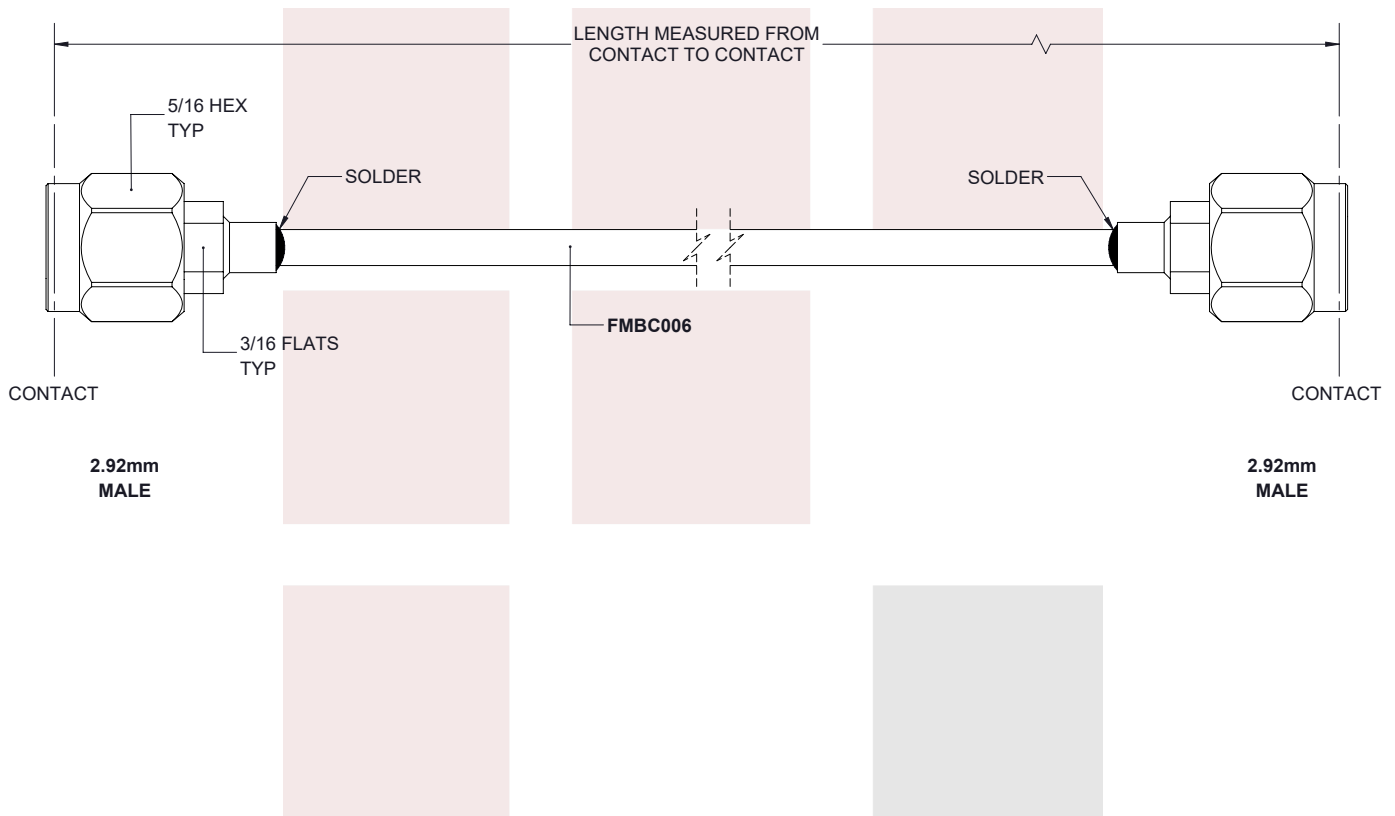 LENGTH MEASURED FROM
CONTACT TO CONTACT
5/16 HEX
TYP
SOLDER
SOLDER
FMBC006
3/16 FLATS
TYP
CONTACT
CONTACT
2.92mm
MALE
2.92mm
MALE